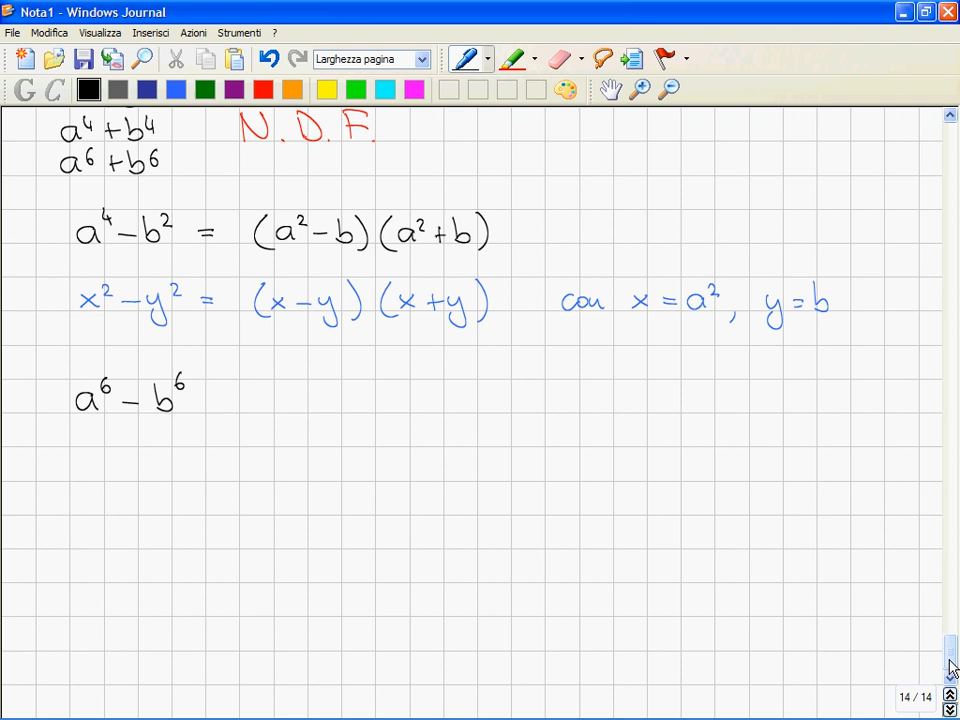 Nota1 - Windows Journal
File Modifica Visualizza Inserisci Azioni Strumenti ?
Larghezza pagina
G C
a⁴ + b⁴ N. D. F.
a⁶ + b⁶
a⁴ - b² = (a² - b) (a² + b)
x² - y² = (x - y) (x + y) con x = a², y = b
a⁶ - b⁶
14 / 14